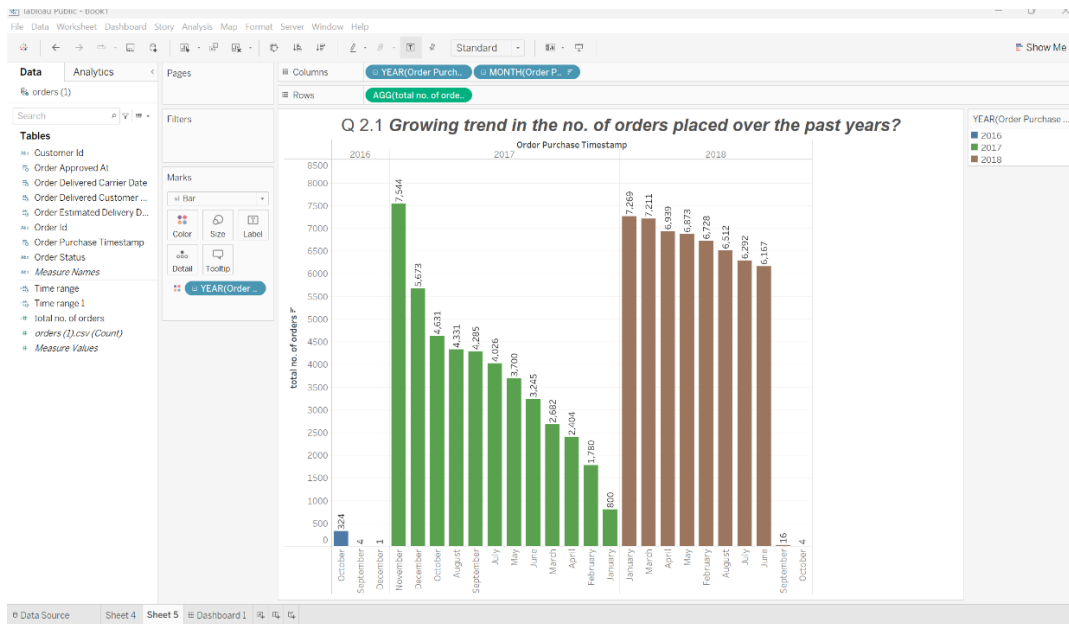 Tableau Public - Book1
File Data Worksheet Dashboard Story Analysis Map Format Server Window Help
Standard
Show Me
Data Analytics
orders (1)
Search
Tables
Abc Customer Id
Order Approved At
Order Delivered Carrier Date
Order Delivered Customer ...
Order Estimated Delivery D...
Abc Order Id
Order Purchase Timestamp
Abc Order Status
Abc Measure Names
Time range
Time range 1
total no. of orders
orders (1).csv (Count)
Measure Values
Pages
Filters
Marks
Bar
Color Size Label
Detail Tooltip
YEAR(Order ..
Columns YEAR(Order Purch.. MONTH(Order P..
Rows AGG(total no. of orde..
Q 2.1 Growing trend in the no. of orders placed over the past years?
Order Purchase Timestamp
2016 2017 2018
total no. of orders
8500
8000
7500
7000
6500
6000
5500
5000
4500
4000
3500
3000
2500
2000
1500
1000
500
0
324 4 1 7,544 5,673 4,631 4,331 4,285 4,026 3,700 3,245 2,682 2,404 1,780 800 7,269 7,211 6,939 6,873 6,728 6,512 6,292 6,167 16 4
October September December November December October August September July May June March April February January January March April May February August July June September October
YEAR(Order Purchase ...
2016
2017
2018
Data Source Sheet 4 Sheet 5 Dashboard 1